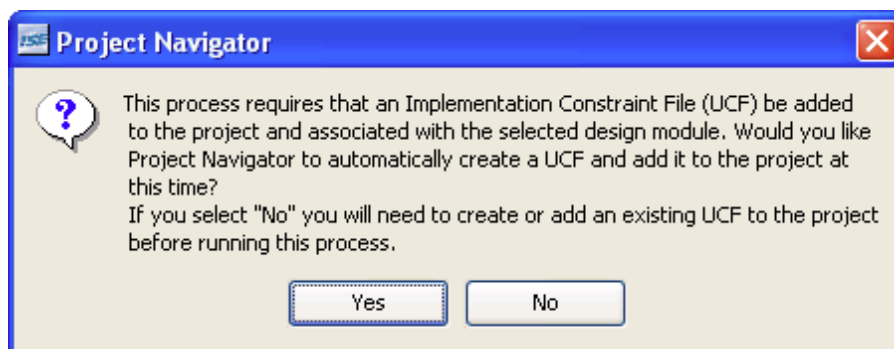 ISE Project Navigator
This process requires that an Implementation Constraint File (UCF) be added
to the project and associated with the selected design module. Would you like
Project Navigator to automatically create a UCF and add it to the project at
this time?
If you select "No" you will need to create or add an existing UCF to the project
before running this process.
Yes No